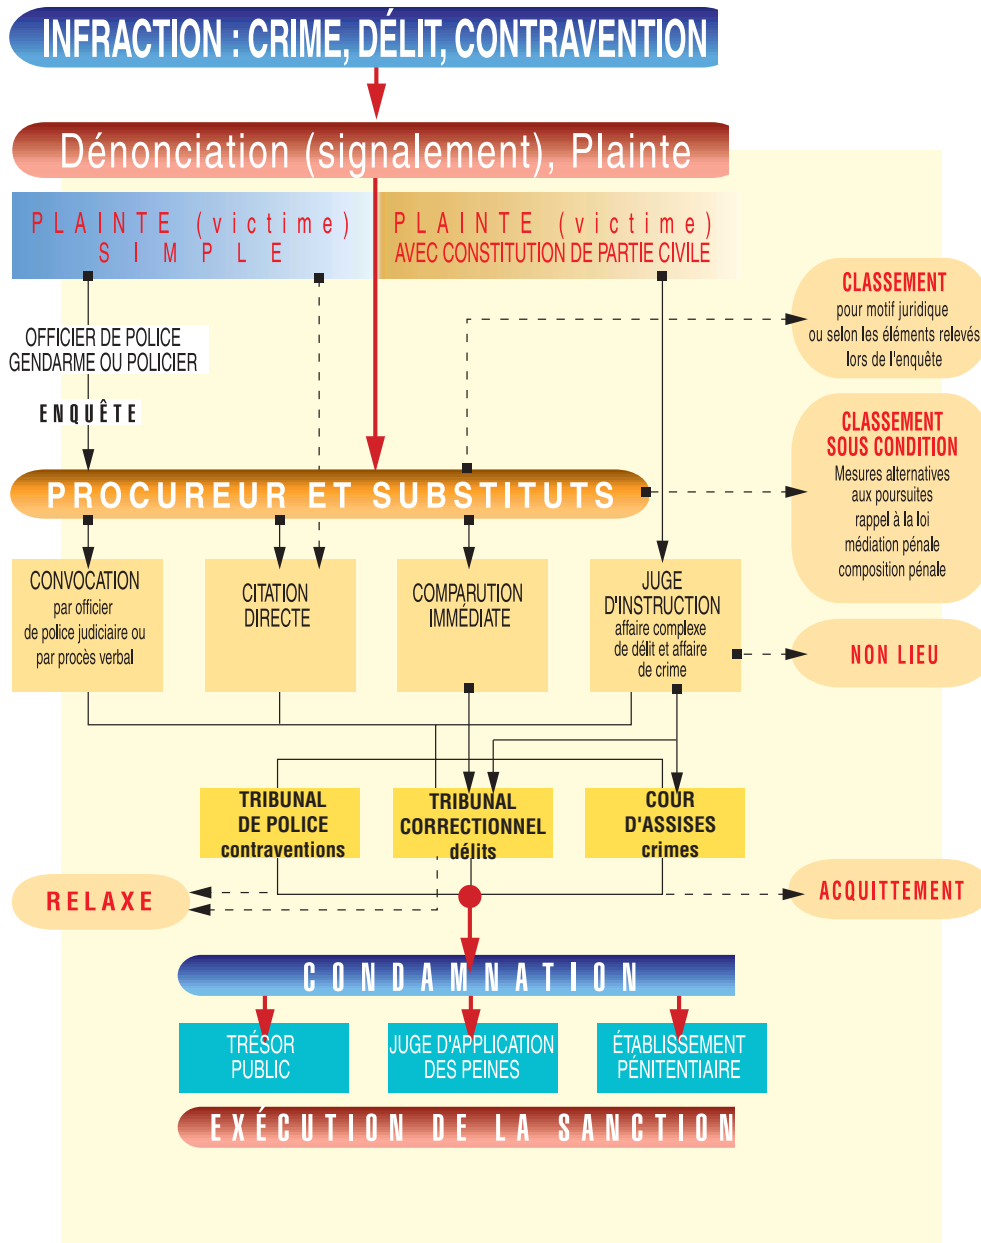 INFRACTION : CRIME, DÉLIT, CONTRAVENTION
Dénonciation (signalement), Plainte
PLAINTE (victime)
SIMPLE
PLAINTE (victime)
AVEC CONSTITUTION DE PARTIE CIVILE
CLASSEMENT
pour motif juridique
ou selon les éléments relevés
lors de l'enquête
OFFICIER DE POLICE
GENDARME OU POLICIER
ENQUÊTE
CLASSEMENT
SOUS CONDITION
Mesures alternatives
aux poursuites
rappel à la loi
médiation pénale
composition pénale
PROCUREUR ET SUBSTITUTS
CONVOCATION
par officier
de police judiciaire ou
par procès verbal
CITATION
DIRECTE
COMPARUTION
IMMÉDIATE
JUGE
D'INSTRUCTION
affaire complexe
de délit et affaire
de crime
NON LIEU
TRIBUNAL
DE POLICE
contraventions
TRIBUNAL
CORRECTIONNEL
délits
COUR
D'ASSISES
crimes
RELAXE
ACQUITTEMENT
CONDAMNATION
TRÉSOR
PUBLIC
JUGE D'APPLICATION
DES PEINES
ÉTABLISSEMENT
PÉNITENTIAIRE
EXÉCUTION DE LA SANCTION